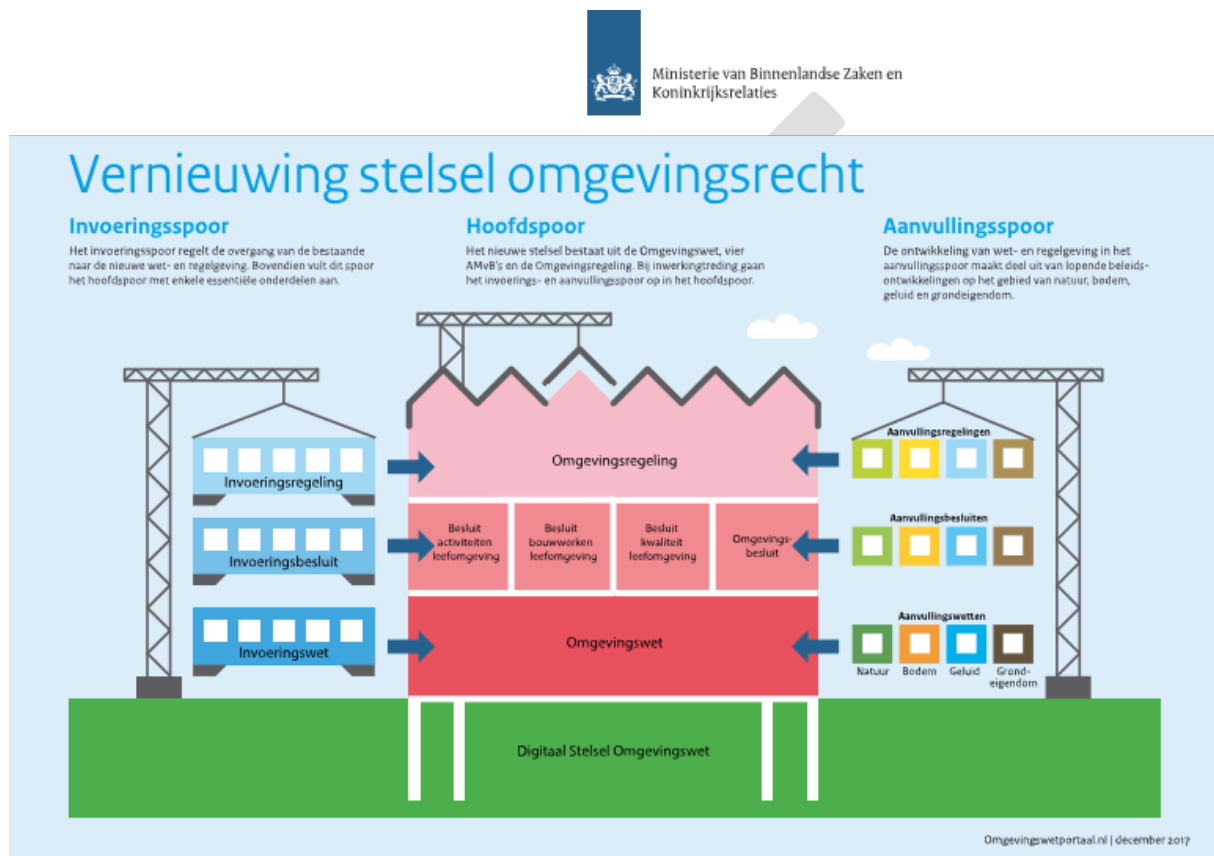 Ministerie van Binnenlandse Zaken en
Koninkrijksrelaties
Vernieuwing stelsel omgevingsrecht
Invoeringsspoor
Het invoeringsspoor regelt de overgang van de bestaande
naar de nieuwe wet- en regelgeving. Bovendien vult dit spoor
het hoofdspoor met enkele essentiële onderdelen aan.
Hoofdspoor
Het nieuwe stelsel bestaat uit de Omgevingswet, vier
AMvB's en de Omgevingsregeling. Bij inwerkingtreding gaan
het invoerings- en aanvullingsspoor op in het hoofdspoor.
Aanvullingsspoor
De ontwikkeling van wet- en regelgeving in het
aanvullingsspoor maakt deel uit van lopende beleids-
ontwikkelingen op het gebied van natuur, bodem,
geluid en grondeigendom.
Invoeringsregeling
Invoeringsbesluit
Invoeringswet
Omgevingsregeling
Besluit
activiteiten
leefomgeving
Besluit
bouwwerken
leefomgeving
Besluit
kwaliteit
leefomgeving
Omgevings-
besluit
Omgevingswet
Digitaal Stelsel Omgevingswet
Aanvullingsregelingen
Aanvullingsbesluiten
Aanvullingswetten
Natuur
Bodem
Geluid
Grond-
eigendom
Omgevingswetportaal.nl | december 2017